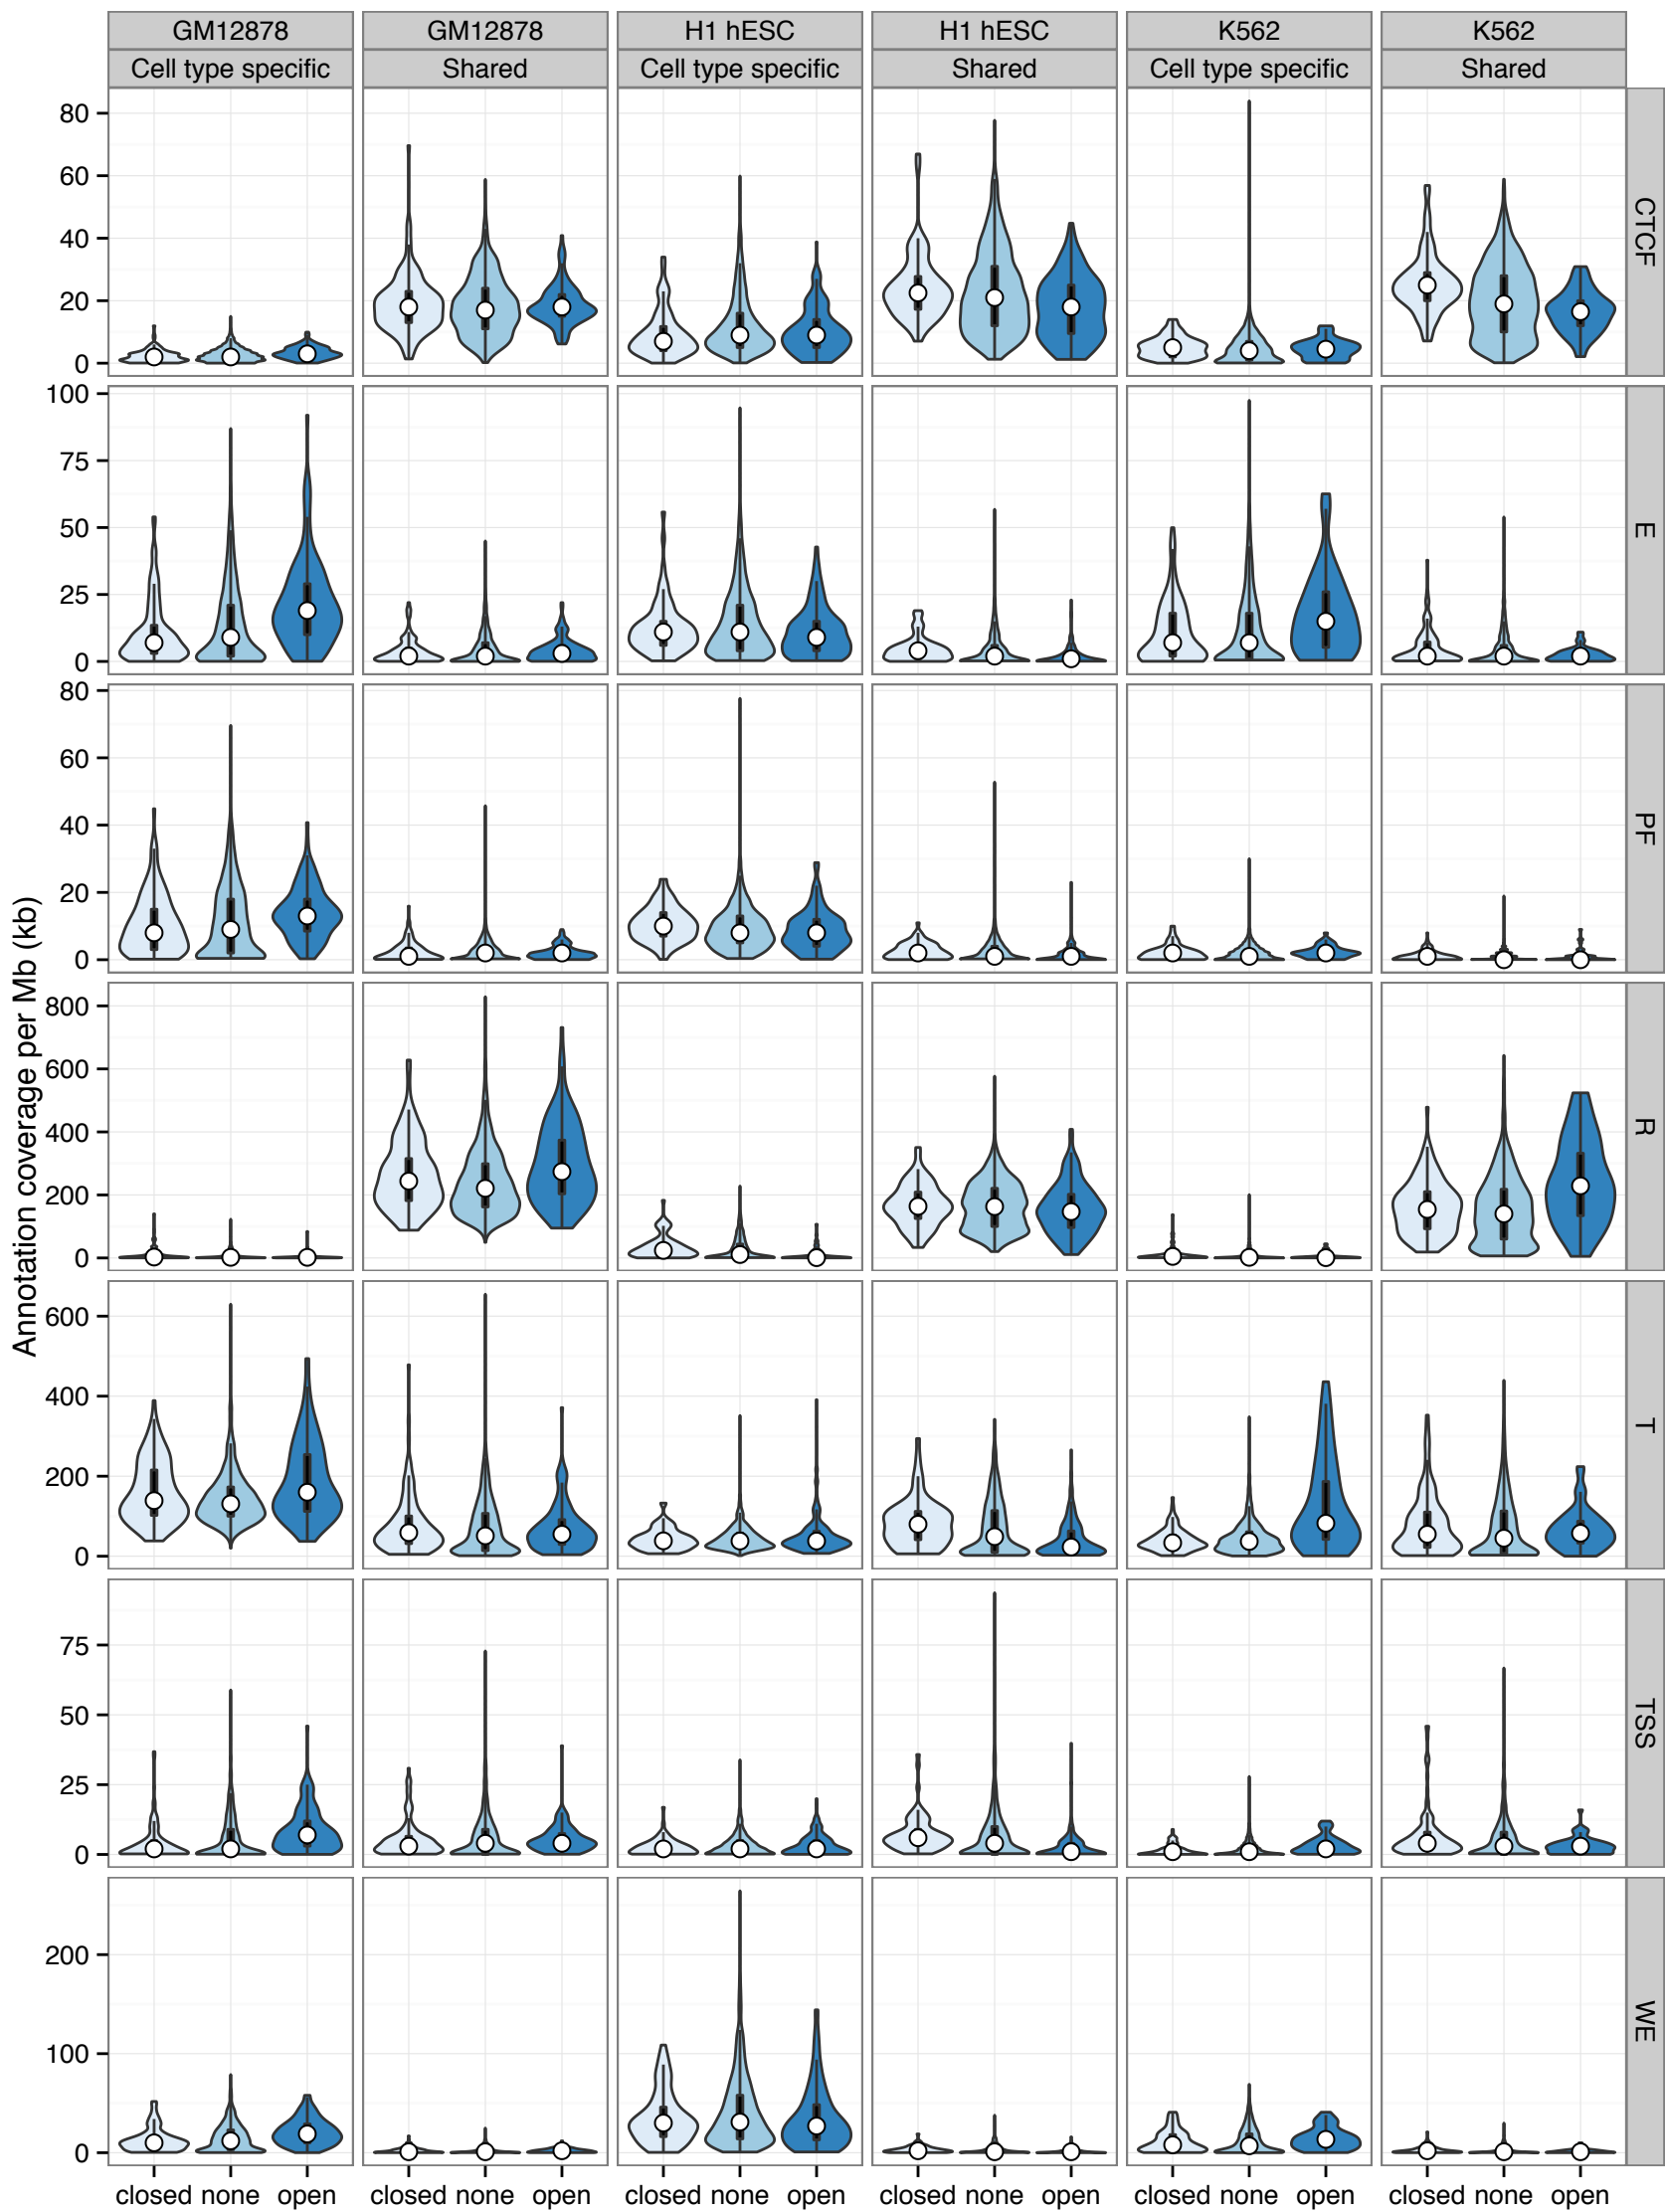 GM12878 GM12878 H1 hESC H1 hESC K562 K562
Cell type specific Shared Cell type specific Shared Cell type specific Shared
Annotation coverage per Mb (kb)
80
60
40
20
0
CTCF
100
75
50
25
0
E
80
60
40
20
0
PF
800
600
400
200
0
R
600
400
200
0
T
75
50
25
0
TSS
200
100
0
WE
closed none open closed none open closed none open closed none open closed none open closed none open